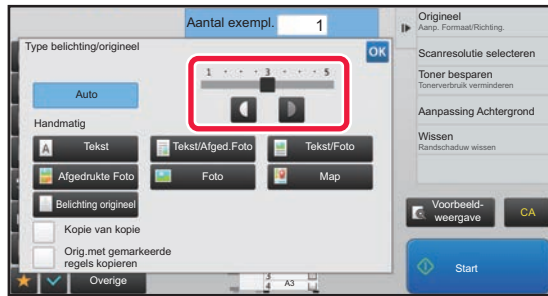 Aantal exempl. 1
Type belichting/origineel
OK
1 · · · 3 · · · 5
Auto
Handmatig
A Tekst
Tekst/Afged.Foto
Tekst/Foto
Afgedrukte Foto
Foto
Map
Belichting origineel
Kopie van kopie
Orig.met gemarkeerde
regels kopieren
Overige
3
4
A3
Origineel
Aanp. Formaat/Richting.
Scanresolutie selecteren
Toner besparen
Tonerverbruik verminderen
Aanpassing Achtergrond
Wissen
Randschaduw wissen
Voorbeeld-
weergave
CA
Start